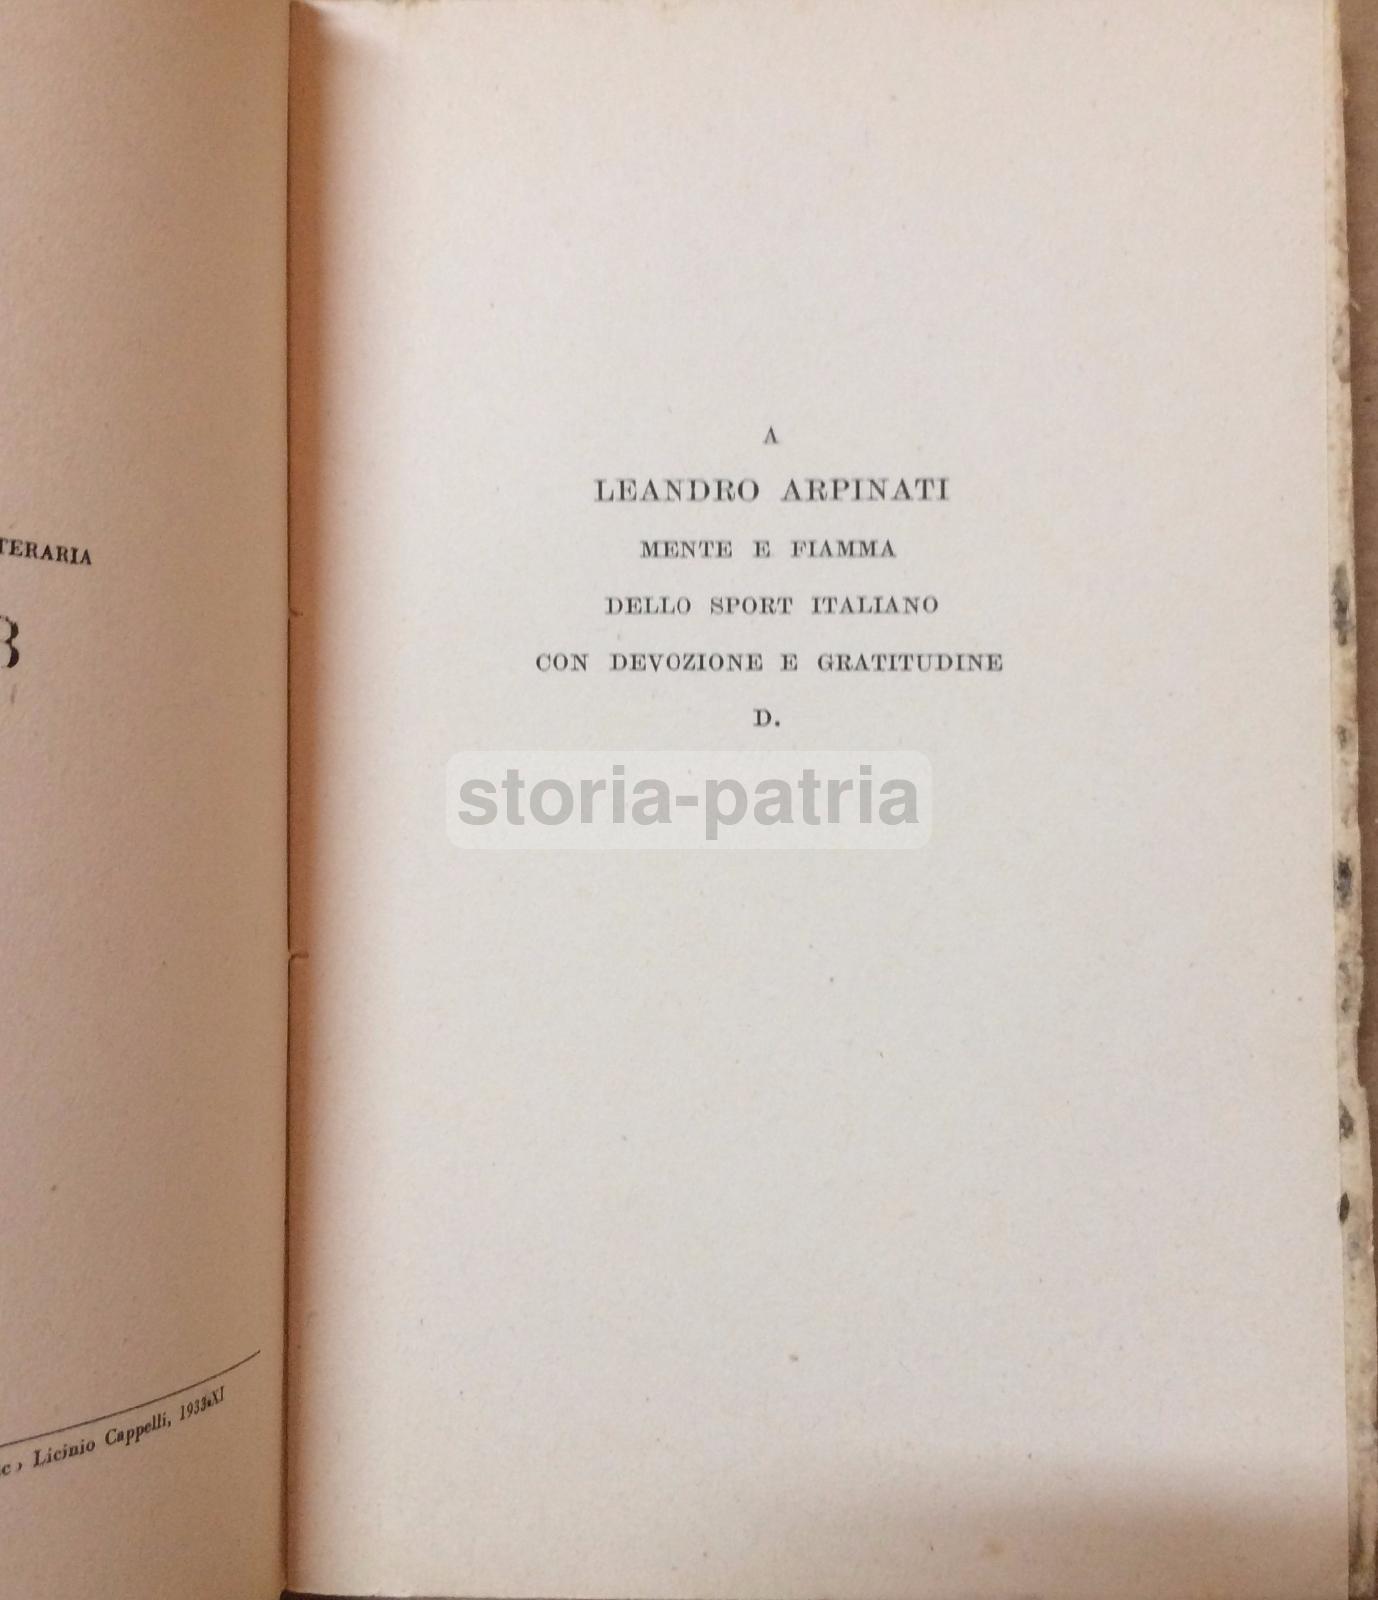 TERARIA
3
c › Licinio Cappelli, 1933-XI
A
LEANDRO ARPINATI
MENTE E FIAMMA
DELLO SPORT ITALIANO
CON DEVOZIONE E GRATITUDINE
D.
storia-patria